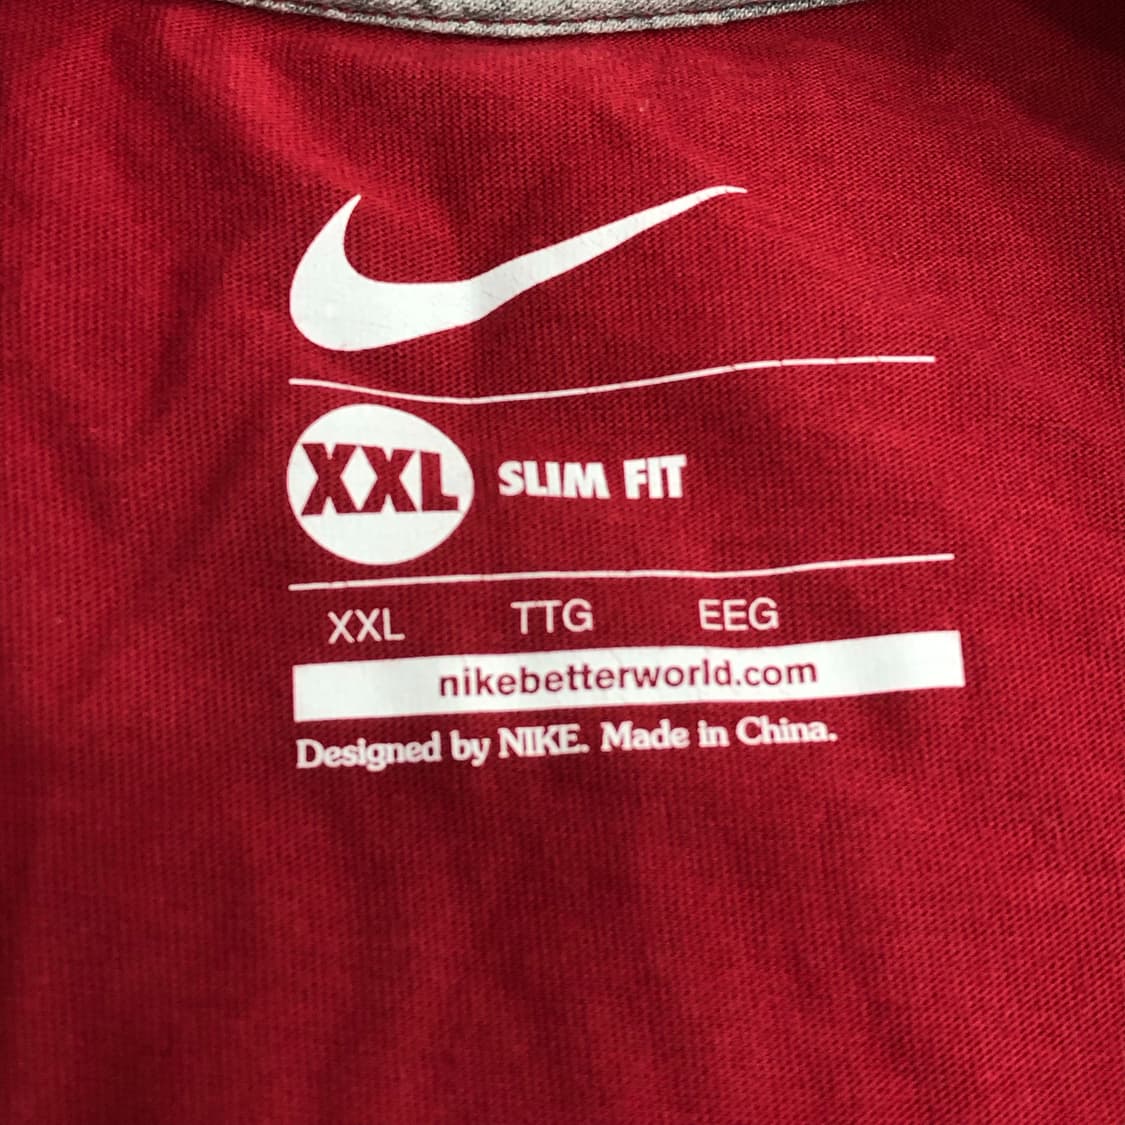 XXL SLIM FIT
XXL TTG EEG
nikebetterworld.com
Designed by NIKE. Made in China.